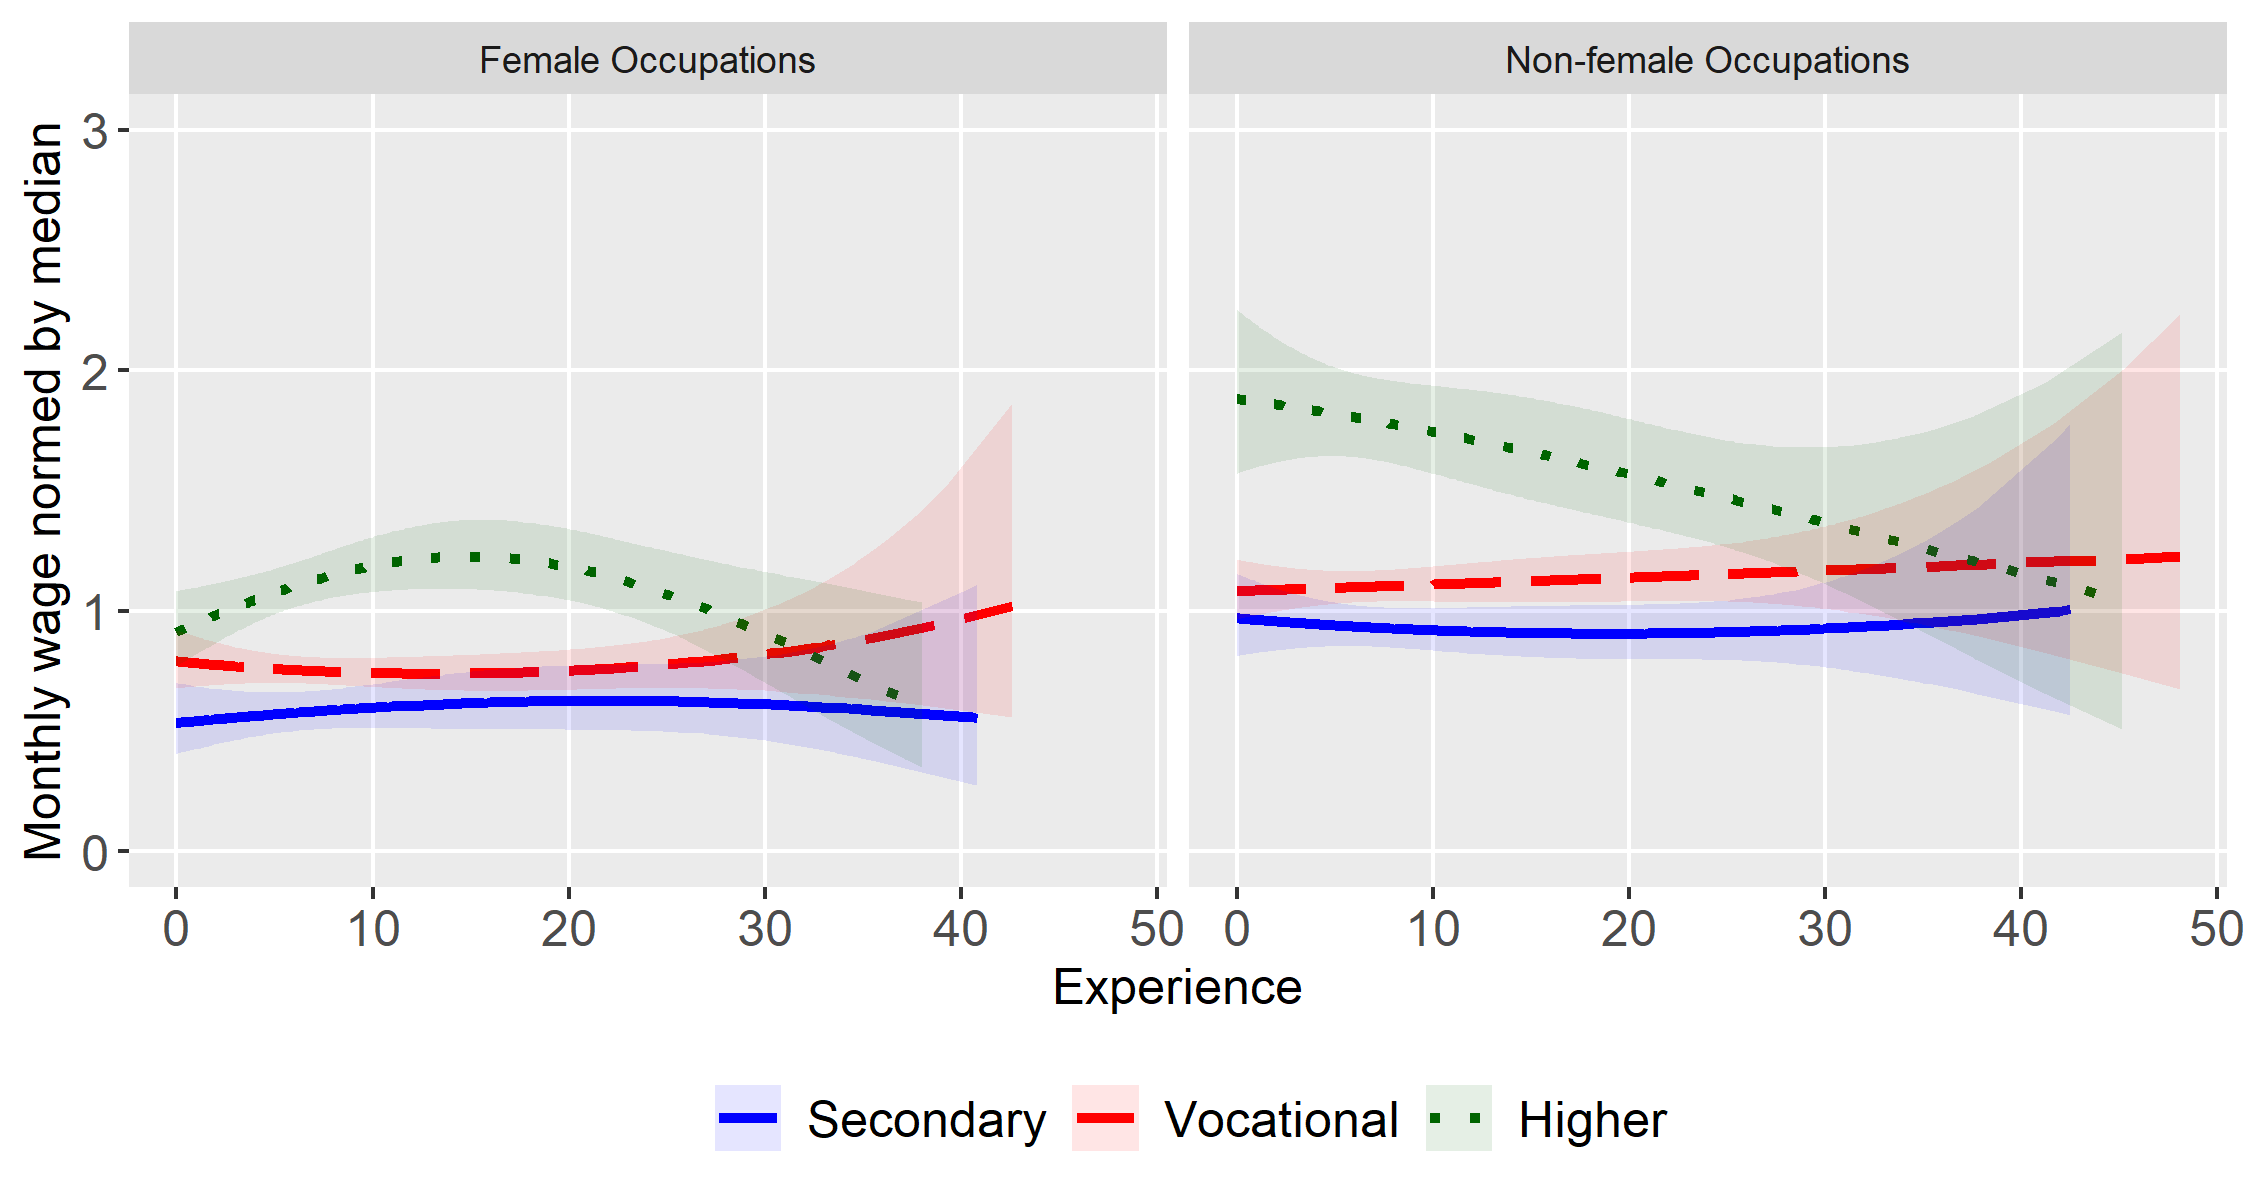 Female Occupations
Non-female Occupations
Monthly wage normed by median
3
2
1
0
0 10 20 30 40 50
0 10 20 30 40 50
Experience
Secondary
Vocational
Higher